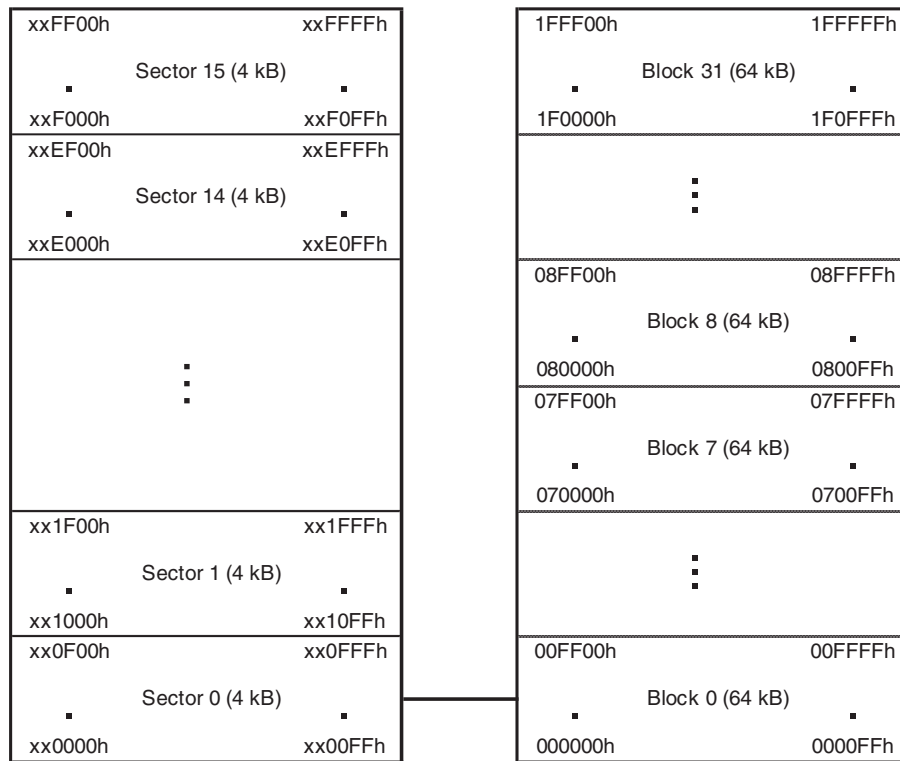 xxFF00h xxFFFFh
Sector 15 (4 kB)
xxF000h xxF0FFh
xxEF00h xxEFFFh
Sector 14 (4 kB)
xxE000h xxE0FFh
xx1F00h xx1FFFh
Sector 1 (4 kB)
xx1000h xx10FFh
xx0F00h xx0FFFh
Sector 0 (4 kB)
xx0000h xx00FFh
1FFF00h 1FFFFFh
Block 31 (64 kB)
1F0000h 1F0FFFh
08FF00h 08FFFFh
Block 8 (64 kB)
080000h 0800FFh
07FF00h 07FFFFh
Block 7 (64 kB)
070000h 0700FFh
00FF00h 00FFFFh
Block 0 (64 kB)
000000h 0000FFh